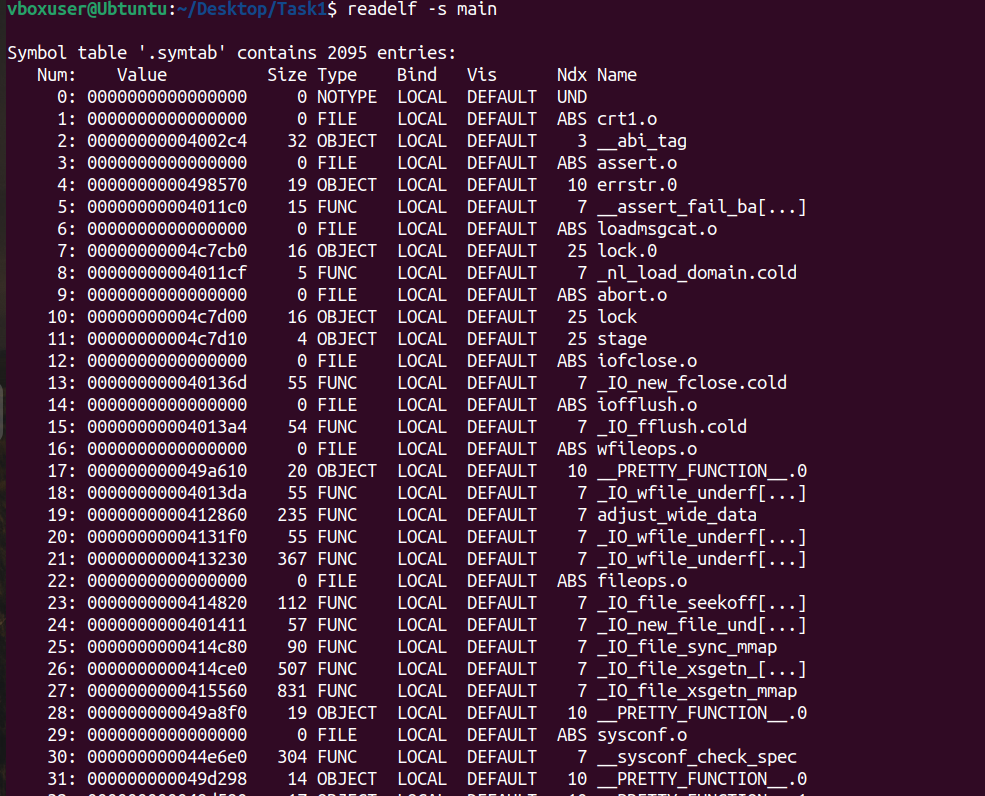 vboxuser@Ubtuntu:~/Desktop/Task1$ readelf -s main
Symbol table '.symtab' contains 2095 entries:
Num: Value Size Type Bind Vis Ndx Name
0: 0000000000000000 0 NOTYPE LOCAL DEFAULT UND
1: 0000000000000000 0 FILE LOCAL DEFAULT ABS crt1.o
2: 00000000004002c4 32 OBJECT LOCAL DEFAULT 3 __abi_tag
3: 0000000000000000 0 FILE LOCAL DEFAULT ABS assert.o
4: 0000000000498570 19 OBJECT LOCAL DEFAULT 10 errstr.0
5: 00000000004011c0 15 FUNC LOCAL DEFAULT 7 __assert_fail_ba[...]
6: 0000000000000000 0 FILE LOCAL DEFAULT ABS loadmsgcat.o
7: 00000000004c7cb0 16 OBJECT LOCAL DEFAULT 25 lock.0
8: 00000000004011cf 5 FUNC LOCAL DEFAULT 7 _nl_load_domain.cold
9: 0000000000000000 0 FILE LOCAL DEFAULT ABS abort.o
10: 00000000004c7d00 16 OBJECT LOCAL DEFAULT 25 lock
11: 00000000004c7d10 4 OBJECT LOCAL DEFAULT 25 stage
12: 0000000000000000 0 FILE LOCAL DEFAULT ABS iofclose.o
13: 000000000040136d 55 FUNC LOCAL DEFAULT 7 _IO_new_fclose.cold
14: 0000000000000000 0 FILE LOCAL DEFAULT ABS iofflush.o
15: 00000000004013a4 54 FUNC LOCAL DEFAULT 7 _IO_fflush.cold
16: 0000000000000000 0 FILE LOCAL DEFAULT ABS wfileops.o
17: 000000000049a610 20 OBJECT LOCAL DEFAULT 10 __PRETTY_FUNCTION__.0
18: 00000000004013da 55 FUNC LOCAL DEFAULT 7 _IO_wfile_underf[...]
19: 0000000000412860 235 FUNC LOCAL DEFAULT 7 adjust_wide_data
20: 00000000004131f0 55 FUNC LOCAL DEFAULT 7 _IO_wfile_underf[...]
21: 0000000000413230 367 FUNC LOCAL DEFAULT 7 _IO_wfile_underf[...]
22: 0000000000000000 0 FILE LOCAL DEFAULT ABS fileops.o
23: 0000000000414820 112 FUNC LOCAL DEFAULT 7 _IO_file_seekoff[...]
24: 0000000000401411 57 FUNC LOCAL DEFAULT 7 _IO_new_file_und[...]
25: 0000000000414c80 90 FUNC LOCAL DEFAULT 7 _IO_file_sync_mmap
26: 0000000000414ce0 507 FUNC LOCAL DEFAULT 7 _IO_file_xsgetn_[...]
27: 0000000000415560 831 FUNC LOCAL DEFAULT 7 _IO_file_xsgetn_mmap
28: 000000000049a8f0 19 OBJECT LOCAL DEFAULT 10 __PRETTY_FUNCTION__.0
29: 0000000000000000 0 FILE LOCAL DEFAULT ABS sysconf.o
30: 000000000044e6e0 304 FUNC LOCAL DEFAULT 7 __sysconf_check_spec
31: 000000000049d298 14 OBJECT LOCAL DEFAULT 10 __PRETTY_FUNCTION__.0